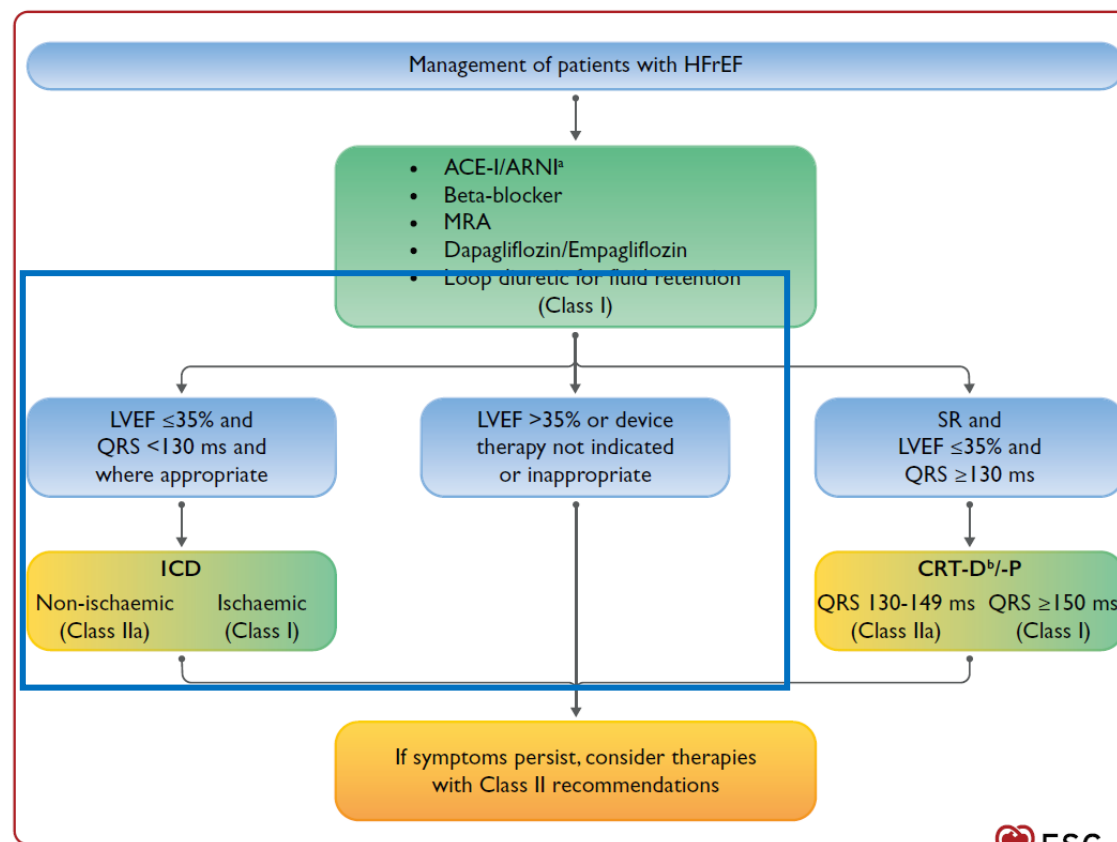 Management of patients with HFrEF
• ACE-I/ARNIᵃ
• Beta-blocker
• MRA
• Dapagliflozin/Empagliflozin
• Loop diuretic for fluid retention
(Class I)
LVEF ≤35% and
QRS <130 ms and
where appropriate
LVEF >35% or device
therapy not indicated
or inappropriate
SR and
LVEF ≤35% and
QRS ≥130 ms
ICD
Non-ischaemic
(Class IIa)
Ischaemic
(Class I)
CRT-Dᵇ/-P
QRS 130-149 ms
(Class IIa)
QRS ≥150 ms
(Class I)
If symptoms persist, consider therapies
with Class II recommendations
ESC